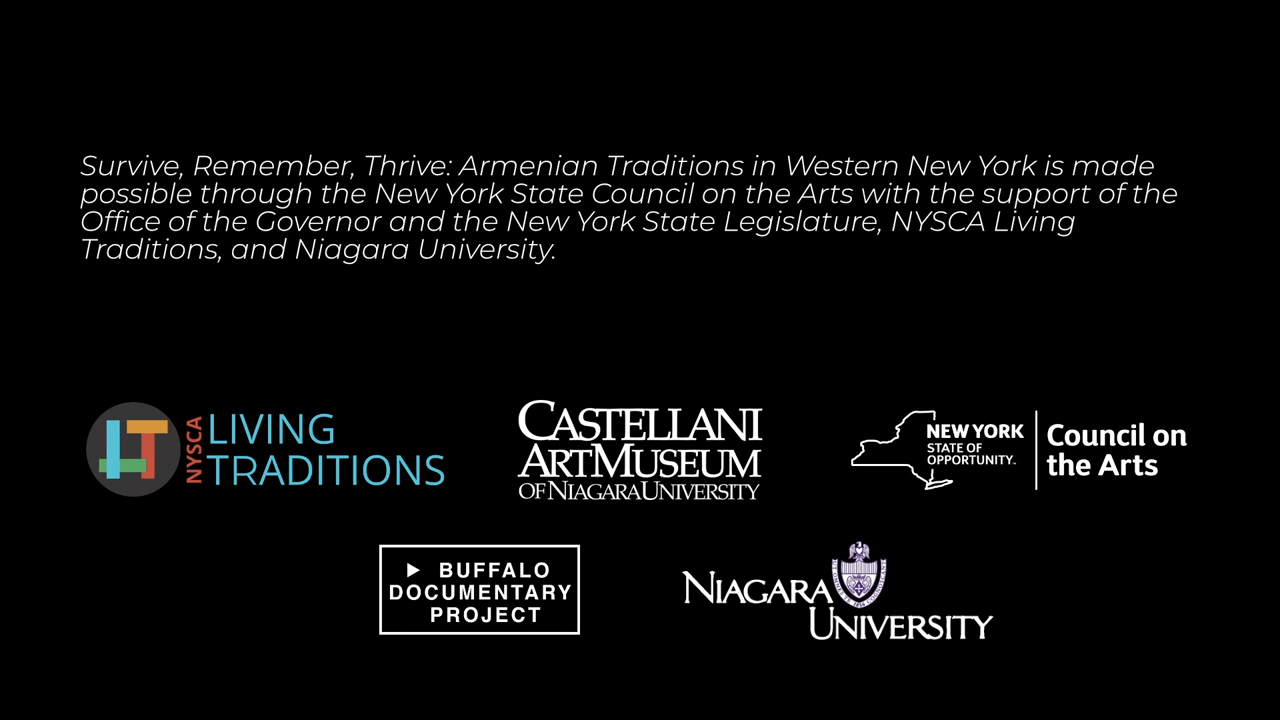 Survive, Remember, Thrive: Armenian Traditions in Western New York is made
possible through the New York State Council on the Arts with the support of the
Office of the Governor and the New York State Legislature, NYSCA Living
Traditions, and Niagara University.
LT
NYSCA
LIVING
TRADITIONS
CASTELLANI
ARTMUSEUM
OF NIAGARA UNIVERSITY
NEW YORK
STATE OF
OPPORTUNITY™
Council on
the Arts
BUFFALO
DOCUMENTARY
PROJECT
NIAGARA
UNIVERSITY